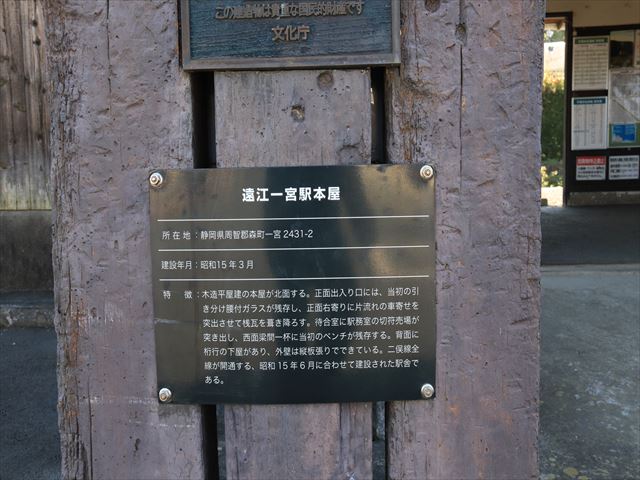 この建造物は貴重な国民的財産です
文化庁
遠江一宮駅本屋
所在地：静岡県周智郡森町一宮2431-2
建設年月：昭和15年3月
特　徴：木造平屋建の本屋が北面する。正面出入り口には、当初の引
き分け腰付ガラスが残存し、正面右寄りに片流れの車寄せを
突出させて桟瓦を葺き降ろす。待合室に駅務室の切符売場が
突き出し、西面梁間一杯に当初のベンチが残存する。背面に
桁行の下屋があり、外壁は縦板張りでできている。二俣線全
線が開通する、昭和15年6月に合わせて建設された駅舎で
ある。